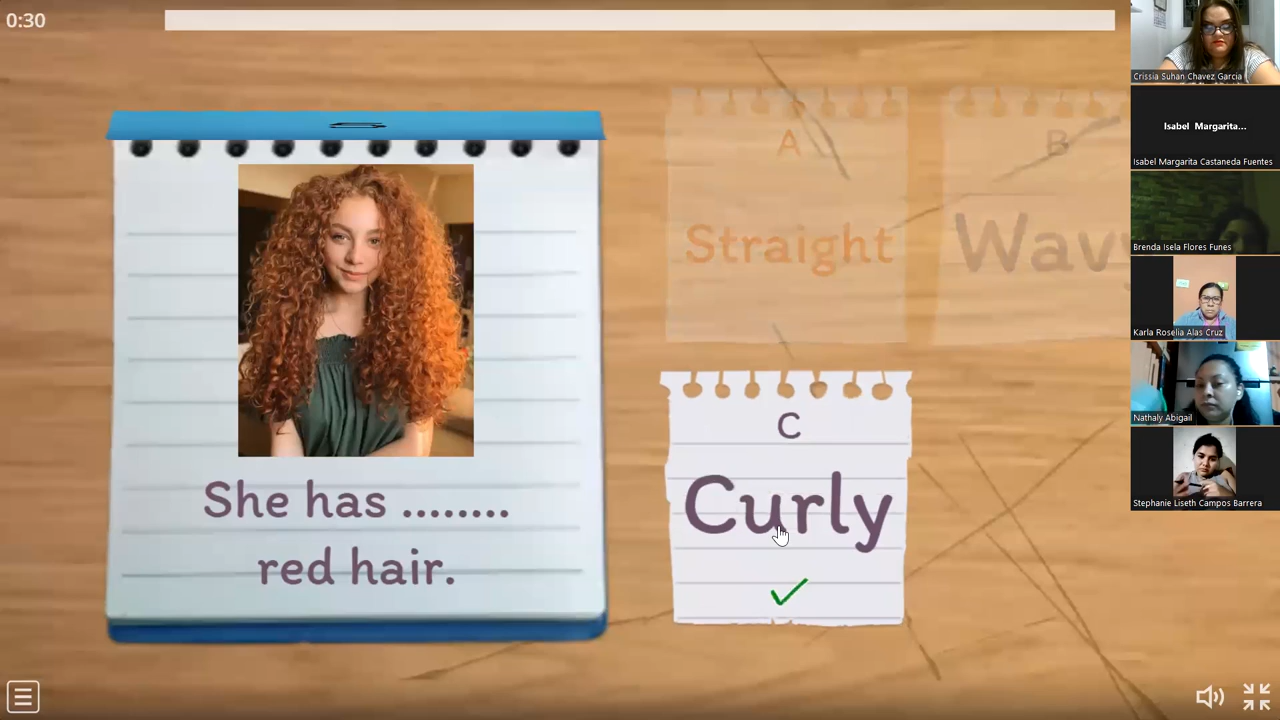 0:30
She has ........
red hair.
A
Straight
B
C
Curly
Crissia Suhan Chavez Garcia
Isabel Margarita...
Isabel Margarita Castaneda Fuentes
Brenda Isela Flores Funes
Karla Roselia Alas Cruz
Nathaly Abigail
Stephanie Liseth Campos Barrera